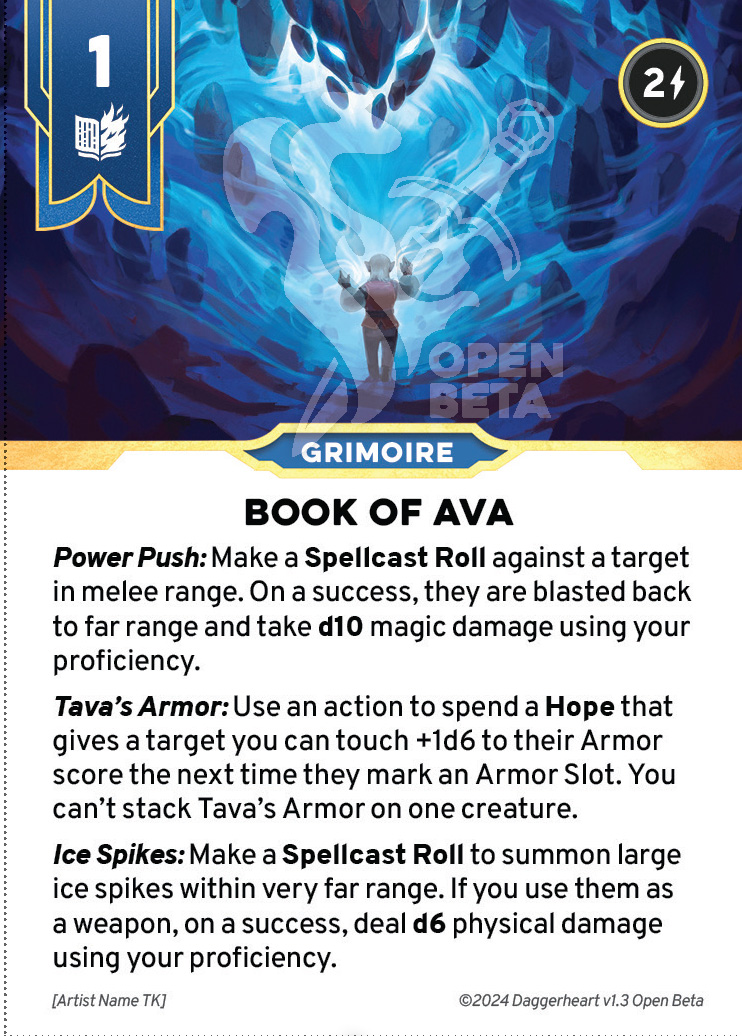 1
2
OPEN
BETA
GRIMOIRE
BOOK OF AVA
Power Push: Make a Spellcast Roll against a target
in melee range. On a success, they are blasted back
to far range and take d10 magic damage using your
proficiency.
Tava’s Armor: Use an action to spend a Hope that
gives a target you can touch +1d6 to their Armor
score the next time they mark an Armor Slot. You
can’t stack Tava’s Armor on one creature.
Ice Spikes: Make a Spellcast Roll to summon large
ice spikes within very far range. If you use them as
a weapon, on a success, deal d6 physical damage
using your proficiency.
[Artist Name TK]
©2024 Daggerheart v1.3 Open Beta